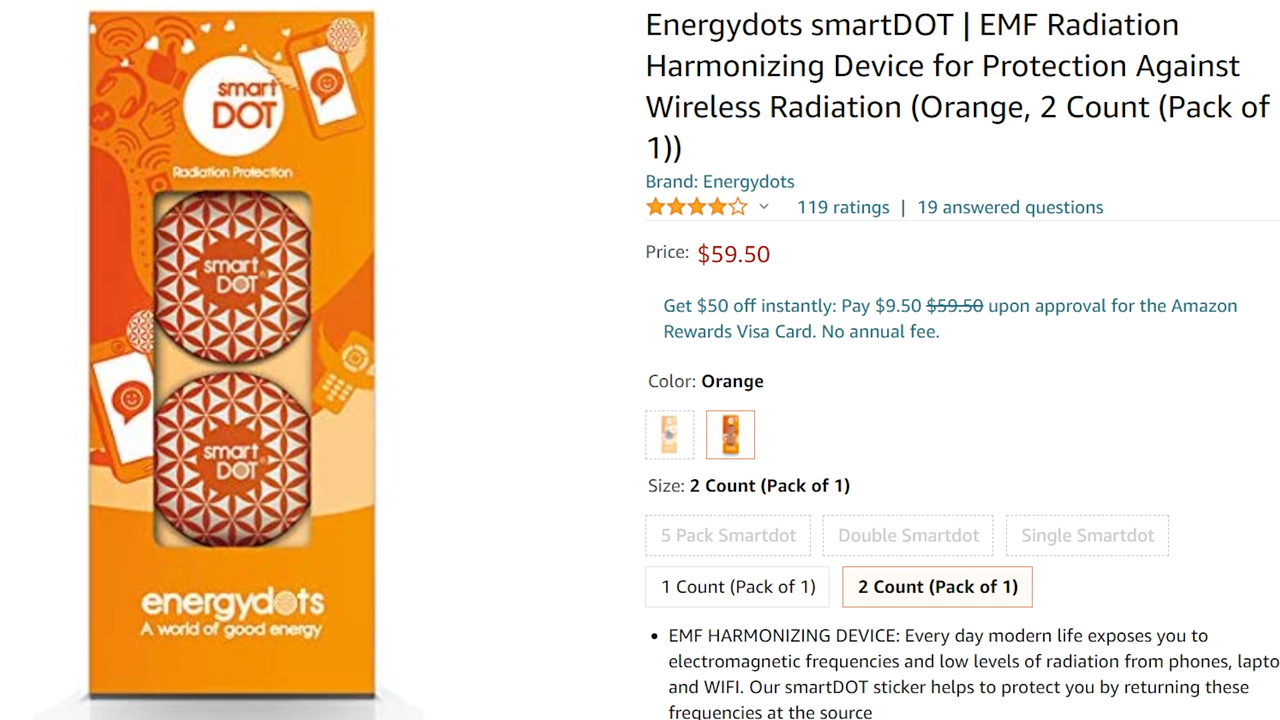 smart
DOT
Radiation Protection
smart
DOT
smart
DOT
energydots
A world of good energy
Energydots smartDOT | EMF Radiation
Harmonizing Device for Protection Against
Wireless Radiation (Orange, 2 Count (Pack of
1))
Brand: Energydots
119 ratings | 19 answered questions
Price: $59.50
Get $50 off instantly: Pay $9.50 $59.50 upon approval for the Amazon
Rewards Visa Card. No annual fee.
Color: Orange
Size: 2 Count (Pack of 1)
5 Pack Smartdot Double Smartdot Single Smartdot
1 Count (Pack of 1) 2 Count (Pack of 1)
• EMF HARMONIZING DEVICE: Every day modern life exposes you to
electromagnetic frequencies and low levels of radiation from phones, lapto
and WIFI. Our smartDOT sticker helps to protect you by returning these
frequencies at the source